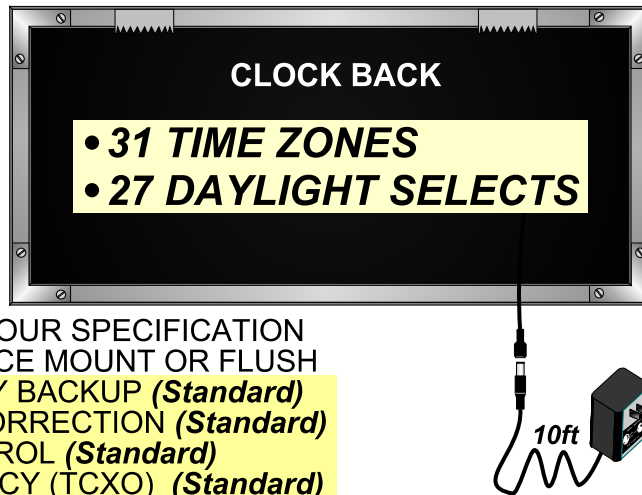 CLOCK BACK
• 31 TIME ZONES
• 27 DAYLIGHT SELECTS
OUR SPECIFICATION
CE MOUNT OR FLUSH
Y BACKUP (Standard)
ORRECTION (Standard)
ROL (Standard)
CY (TCXO) (Standard)
10ft